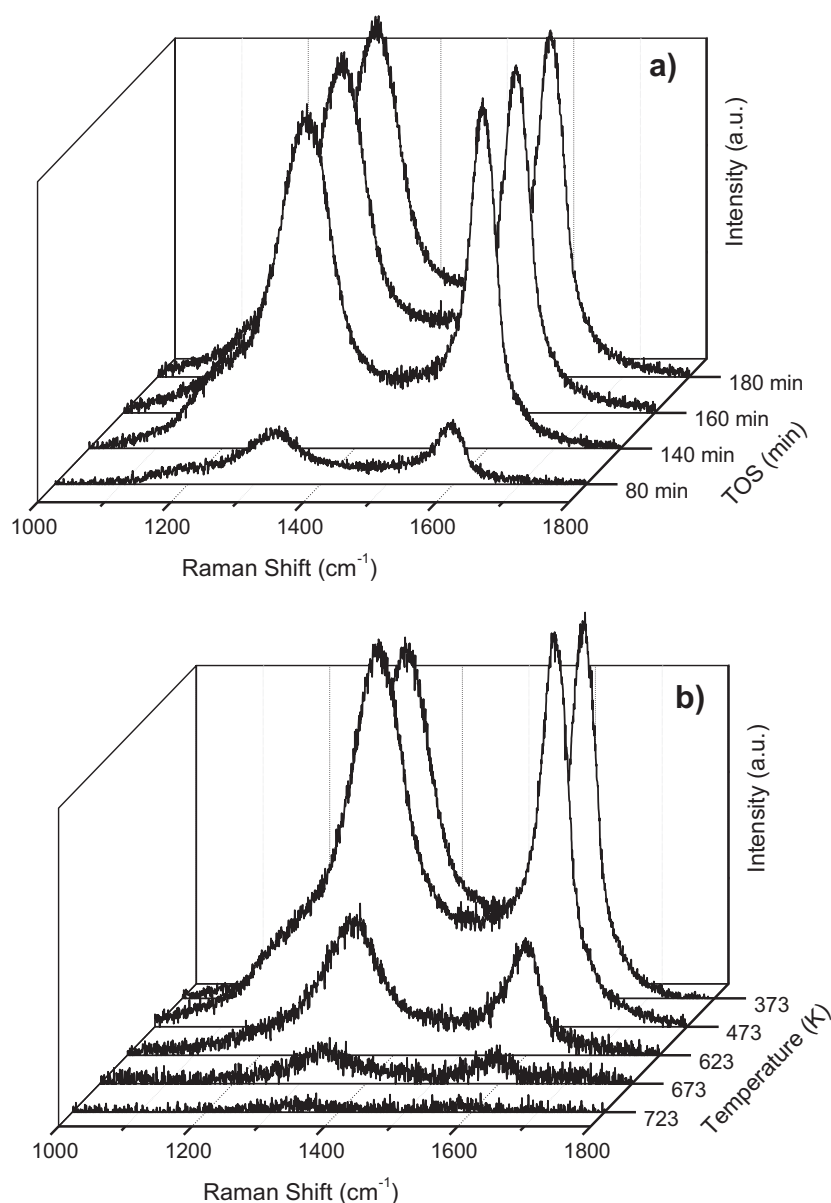 a)
Intensity (a.u.)
180 min
160 min
140 min
80 min
TOS (min)
1000 1200 1400 1600 1800
Raman Shift (cm⁻¹)
b)
Intensity (a.u.)
373
473
623
673
723
Temperature (K)
1000 1200 1400 1600 1800
Raman Shift (cm⁻¹)